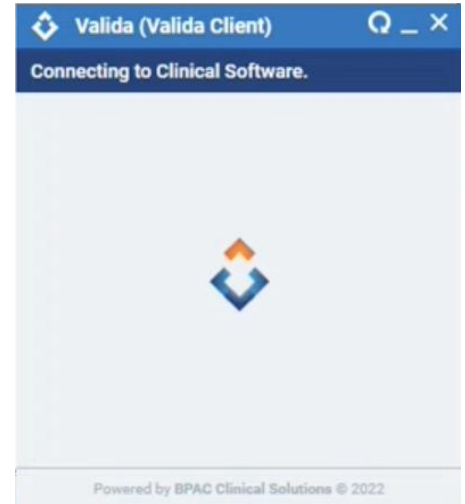 Valida (Valida Client)
Connecting to Clinical Software.
Powered by BPAC Clinical Solutions © 2022